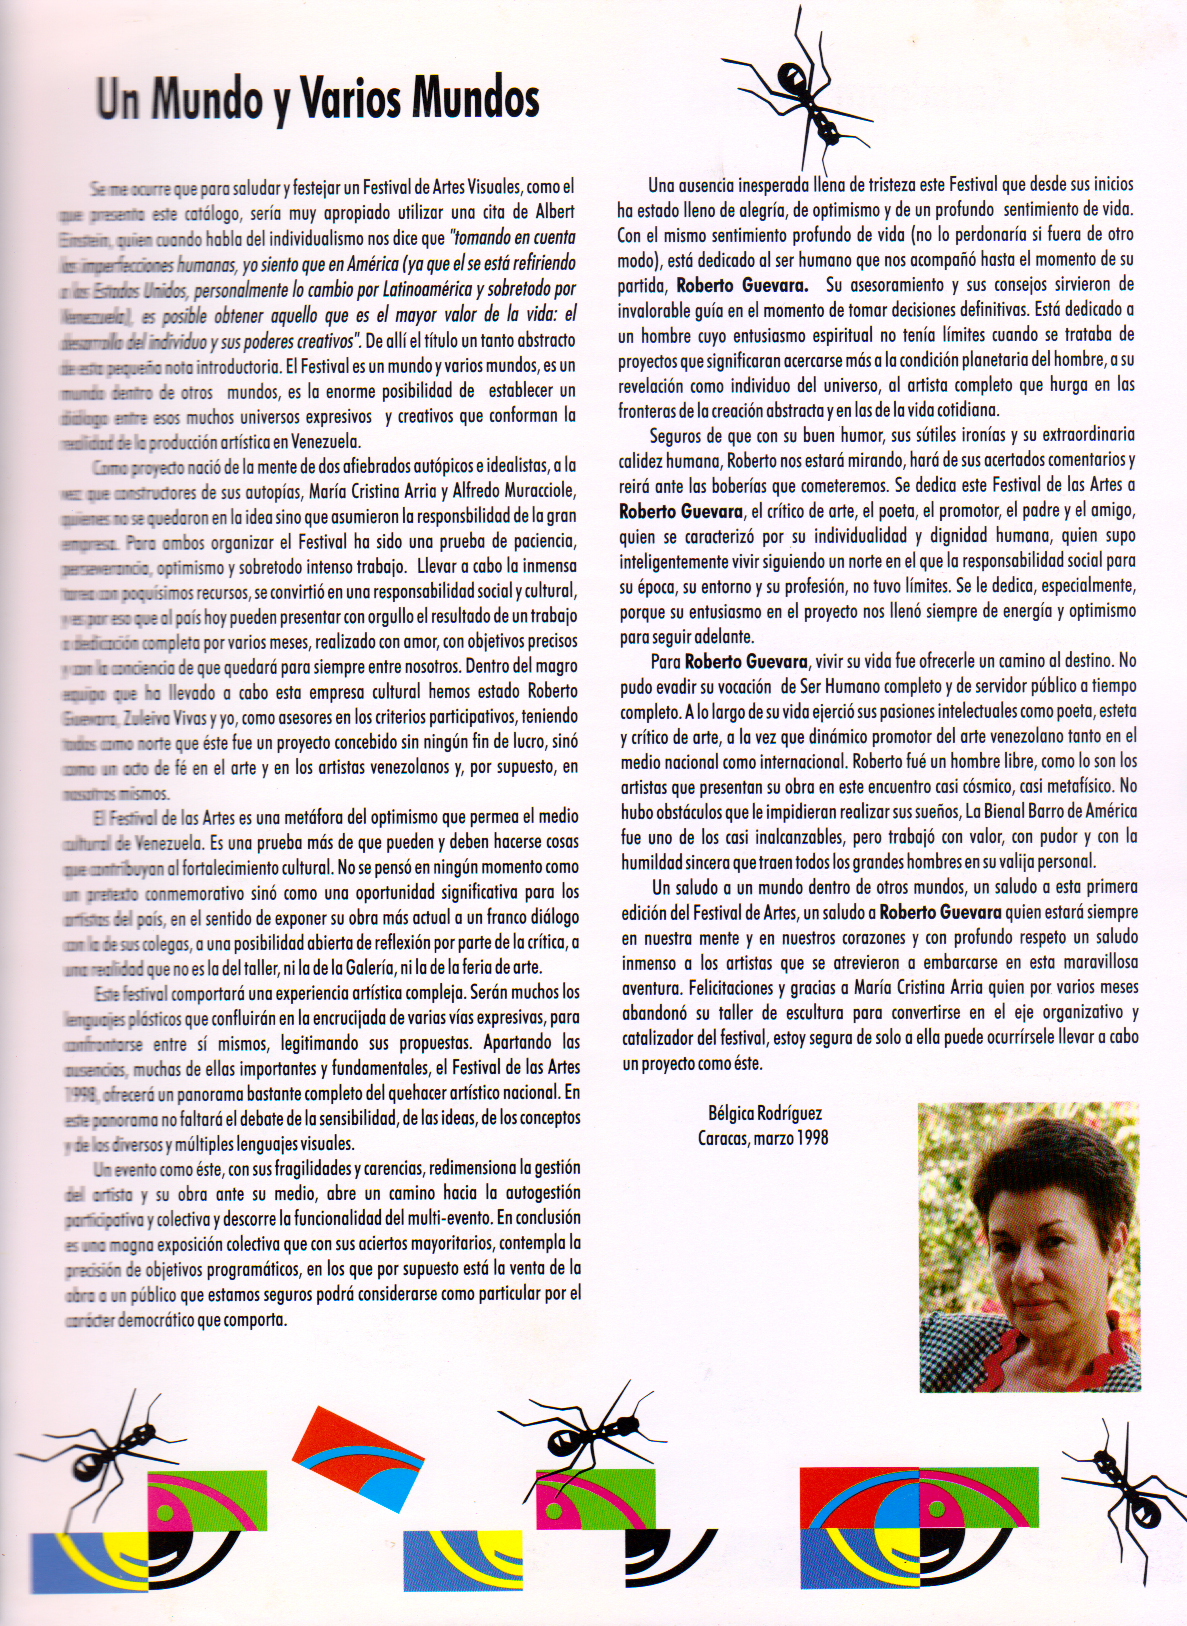 Un Mundo y Varios Mundos
Se me ocurre que para saludar y festejar un Festival de Artes Visuales, como el
que presenta este catálogo, sería muy apropiado utilizar una cita de Albert
Einstein, quien cuando habla del individualismo nos dice que "tomando en cuenta
las imperfecciones humanas, yo siento que en América (ya que el se está refiriendo
a los Estados Unidos, personalmente lo cambio por Latinoamérica y sobretodo por
Venezuela), es posible obtener aquello que es el mayor valor de la vida: el
desarrollo del individuo y sus poderes creativos". De allí el título un tanto abstracto
de esta pequeña nota introductoria. El Festival es un mundo y varios mundos, es un
mundo dentro de otros mundos, es la enorme posibilidad de establecer un
diálogo entre esos muchos universos expresivos y creativos que conforman la
realidad de la producción artística en Venezuela.
Como proyecto nació de la mente de dos afiebrados autópicos e idealistas, a la
vez que constructores de sus autopías, María Cristina Arria y Alfredo Muracciole,
quienes no se quedaron en la idea sino que asumieron la responsbilidad de la gran
empresa. Para ambos organizar el Festival ha sido una prueba de paciencia,
perseverancia, optimismo y sobretodo intenso trabajo. Llevar a cabo la inmensa
tarea con poquísimos recursos, se convirtió en una responsabilidad social y cultural,
y es por eso que al país hoy pueden presentar con orgullo el resultado de un trabajo
a dedicación completa por varios meses, realizado con amor, con objetivos precisos
y con la conciencia de que quedará para siempre entre nosotros. Dentro del magro
equipo que ha llevado a cabo esta empresa cultural hemos estado Roberto
Guevara, Zuleiva Vivas y yo, como asesores en los criterios participativos, teniendo
todos como norte que éste fue un proyecto concebido sin ningún fin de lucro, sinó
como un acto de fé en el arte y en los artistas venezolanos y, por supuesto, en
nosotros mismos.
El Festival de las Artes es una metáfora del optimismo que permea el medio
cultural de Venezuela. Es una prueba más de que pueden y deben hacerse cosas
que contribuyan al fortalecimiento cultural. No se pensó en ningún momento como
un pretexto conmemorativo sinó como una oportunidad significativa para los
artistas del país, en el sentido de exponer su obra más actual a un franco diálogo
con la de sus colegas, a una posibilidad abierta de reflexión por parte de la crítica, a
una realidad que no es la del taller, ni la de la Galería, ni la de la feria de arte.
Este festival comportará una experiencia artística compleja. Serán muchos los
lenguajes plásticos que confluirán en la encrucijada de varias vías expresivas, para
confrontarse entre sí mismos, legitimando sus propuestas. Apartando las
ausencias, muchas de ellas importantes y fundamentales, el Festival de las Artes
1998, ofrecerá un panorama bastante completo del quehacer artístico nacional. En
este panorama no faltará el debate de la sensibilidad, de las ideas, de los conceptos
y de los diversos y múltiples lenguajes visuales.
Un evento como éste, con sus fragilidades y carencias, redimensiona la gestión
del artista y su obra ante su medio, abre un camino hacia la autogestión
participativa y colectiva y descorre la funcionalidad del multi-evento. En conclusión
es una magna exposición colectiva que con sus aciertos mayoritarios, contempla la
precisión de objetivos programáticos, en los que por supuesto está la venta de la
obra a un público que estamos seguros podrá considerarse como particular por el
carácter democrático que comporta.
Una ausencia inesperada llena de tristeza este Festival que desde sus inicios
ha estado lleno de alegría, de optimismo y de un profundo sentimiento de vida.
Con el mismo sentimiento profundo de vida (no lo perdonaría si fuera de otro
modo), está dedicado al ser humano que nos acompañó hasta el momento de su
partida, Roberto Guevara. Su asesoramiento y sus consejos sirvieron de
invalorable guía en el momento de tomar decisiones definitivas. Está dedicado a
un hombre cuyo entusiasmo espiritual no tenía límites cuando se trataba de
proyectos que significaran acercarse más a la condición planetaria del hombre, a su
revelación como individuo del universo, al artista completo que hurga en las
fronteras de la creación abstracta y en las de la vida cotidiana.
Seguros de que con su buen humor, sus sútiles ironías y su extraordinaria
calidez humana, Roberto nos estará mirando, hará de sus acertados comentarios y
reirá ante las boberías que cometeremos. Se dedica este Festival de las Artes a
Roberto Guevara, el crítico de arte, el poeta, el promotor, el padre y el amigo,
quien se caracterizó por su individualidad y dignidad humana, quien supo
inteligentemente vivir siguiendo un norte en el que la responsabilidad social para
su época, su entorno y su profesión, no tuvo límites. Se le dedica, especialmente,
porque su entusiasmo en el proyecto nos llenó siempre de energía y optimismo
para seguir adelante.
Para Roberto Guevara, vivir su vida fue ofrecerle un camino al destino. No
pudo evadir su vocación de Ser Humano completo y de servidor público a tiempo
completo. A lo largo de su vida ejerció sus pasiones intelectuales como poeta, esteta
y crítico de arte, a la vez que dinámico promotor del arte venezolano tanto en el
medio nacional como internacional. Roberto fué un hombre libre, como lo son los
artistas que presentan su obra en este encuentro casi cósmico, casi metafísico. No
hubo obstáculos que le impidieran realizar sus sueños, La Bienal Barro de América
fue uno de los casi inalcanzables, pero trabajó con valor, con pudor y con la
humildad sincera que traen todos los grandes hombres en su valija personal.
Un saludo a un mundo dentro de otros mundos, un saludo a esta primera
edición del Festival de Artes, un saludo a Roberto Guevara quien estará siempre
en nuestra mente y en nuestros corazones y con profundo respeto un saludo
inmenso a los artistas que se atrevieron a embarcarse en esta maravillosa
aventura. Felicitaciones y gracias a María Cristina Arria quien por varios meses
abandonó su taller de escultura para convertirse en el eje organizativo y
catalizador del festival, estoy segura de solo a ella puede ocurrírsele llevar a cabo
un proyecto como éste.
Bélgica Rodríguez
Caracas, marzo 1998